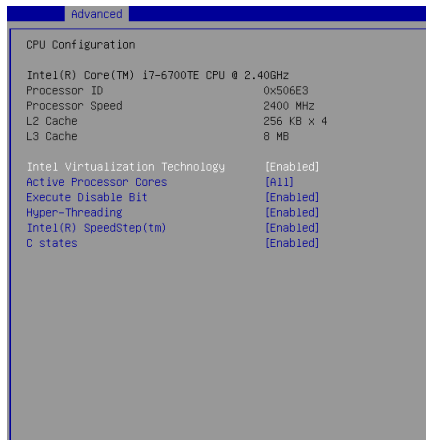 Advanced
CPU Configuration
Intel(R) Core(TM) i7-6700TE CPU @ 2.40GHz
Processor ID 0x506E3
Processor Speed 2400 MHz
L2 Cache 256 KB x 4
L3 Cache 8 MB
Intel Virtualization Technology [Enabled]
Active Processor Cores [All]
Execute Disable Bit [Enabled]
Hyper-Threading [Enabled]
Intel(R) SpeedStep(tm) [Enabled]
C states [Enabled]